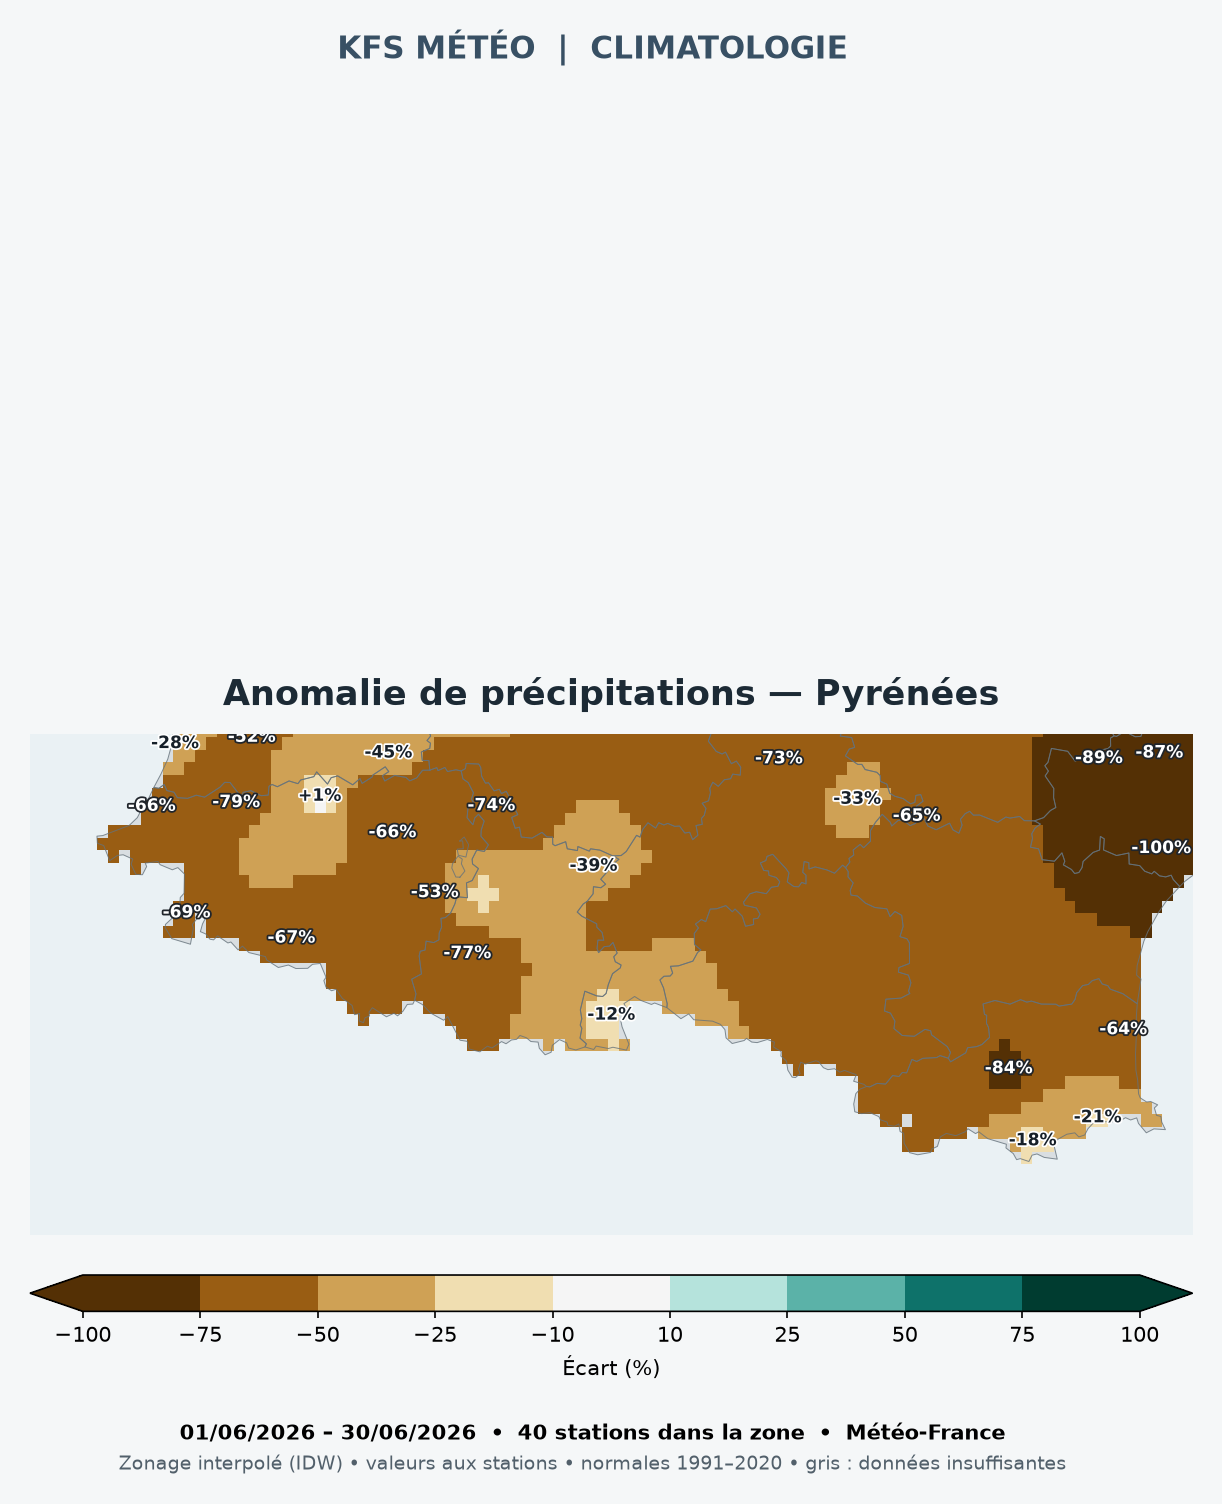 KFS MÉTÉO | CLIMATOLOGIE
Anomalie de précipitations — Pyrénées
-28% -52% -45% -73% -89% -87%
-66% -79% +1% -66% -74% -33% -65%
-100%
-39%
-53%
-69% -67% -77%
-12% -64%
-84%
-21%
-18%
−100 −75 −50 −25 −10 10 25 50 75 100
Écart (%)
01/06/2026 – 30/06/2026 • 40 stations dans la zone • Météo-France
Zonage interpolé (IDW) • valeurs aux stations • normales 1991–2020 • gris : données insuffisantes